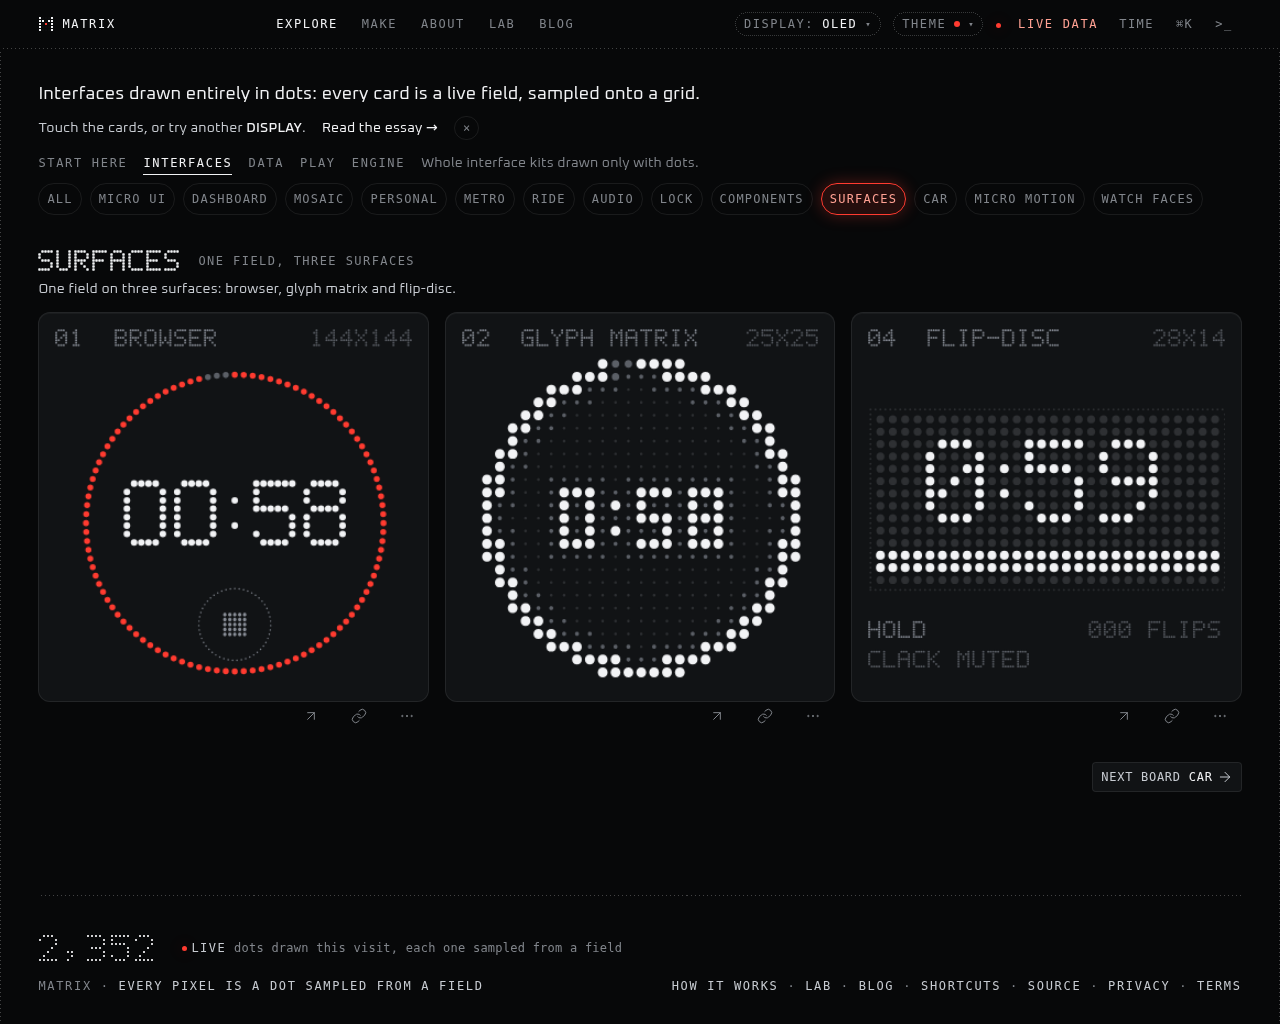 MATRIX EXPLORE MAKE ABOUT LAB BLOG DISPLAY: OLED THEME LIVE DATA TIME ⌘K >_
Interfaces drawn entirely in dots: every card is a live field, sampled onto a grid.
Touch the cards, or try another DISPLAY. Read the essay → ×
START HERE INTERFACES DATA PLAY ENGINE Whole interface kits drawn only with dots.
ALL MICRO UI DASHBOARD MOSAIC PERSONAL METRO RIDE AUDIO LOCK COMPONENTS SURFACES CAR MICRO MOTION WATCH FACES
SURFACES ONE FIELD, THREE SURFACES
One field on three surfaces: browser, glyph matrix and flip-disc.
01 BROWSER 144X144
00:58
02 GLYPH MATRIX 25X25
0:58
04 FLIP-DISC 28X14
0:59
HOLD 000 FLIPS
CLACK MUTED
NEXT BOARD CAR →
2,352 LIVE dots drawn this visit, each one sampled from a field
MATRIX · EVERY PIXEL IS A DOT SAMPLED FROM A FIELD HOW IT WORKS · LAB · BLOG · SHORTCUTS · SOURCE · PRIVACY · TERMS